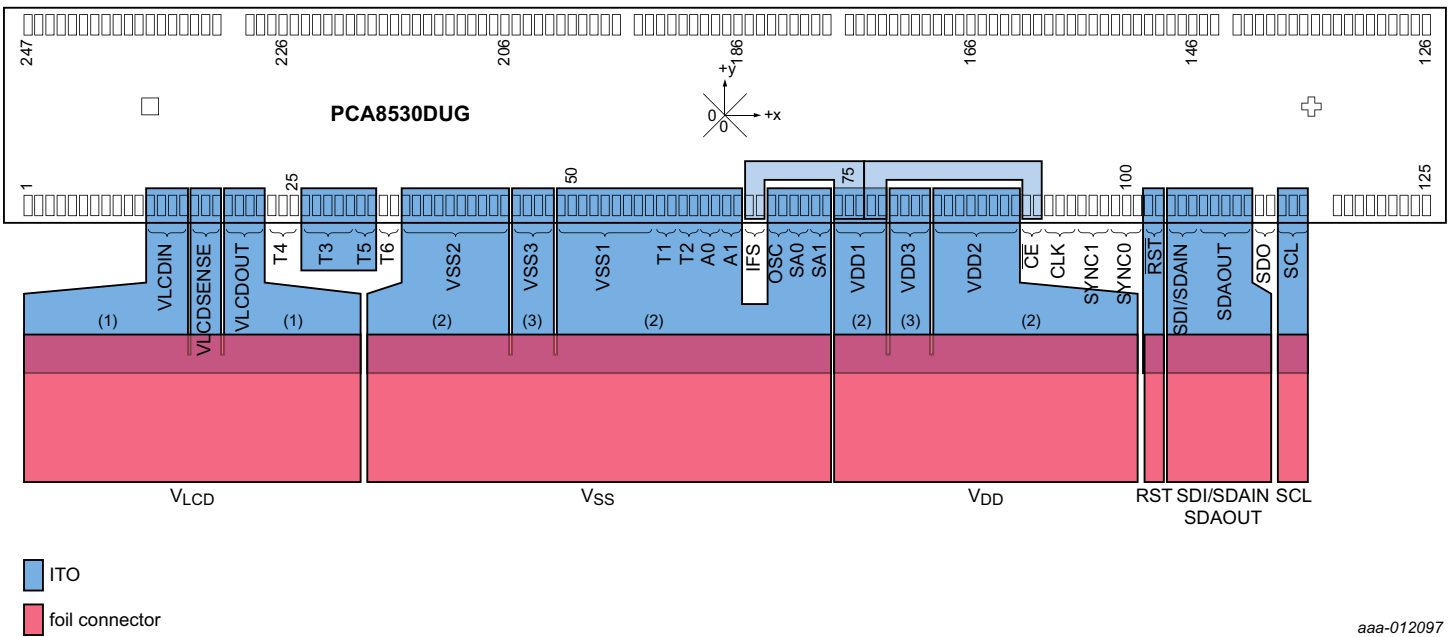 247
226
206
186
166
146
126
+y
PCA8530DUG
0
+x
0
1
25
50
75
100
125
VLCDIN
VLCDSENSE
VLCDOUT
T4
T3
T5
T6
VSS2
VSS3
VSS1
T1
T2
A0
A1
IFS
OSC
SA0
SA1
VDD1
VDD3
VDD2
CE
CLK
SYNC1
SYNC0
RST
SDI/SDAIN
SDAOUT
SDO
SCL
(1)
(1)
(2)
(3)
(2)
(2)
(3)
(2)
VLCD
VSS
VDD
RST
SDI/SDAIN
SDAOUT
SCL
ITO
foil connector
aaa-012097